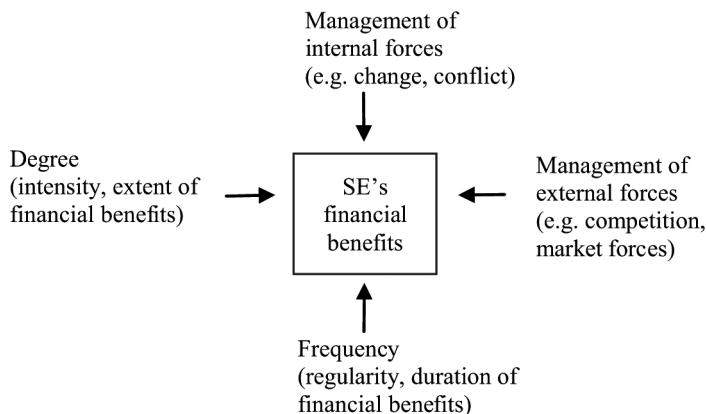 Management of
internal forces
(e.g. change, conflict)
Degree
(intensity, extent of
financial benefits)
SE’s
financial
benefits
Management of
external forces
(e.g. competition,
market forces)
Frequency
(regularity, duration of
financial benefits)